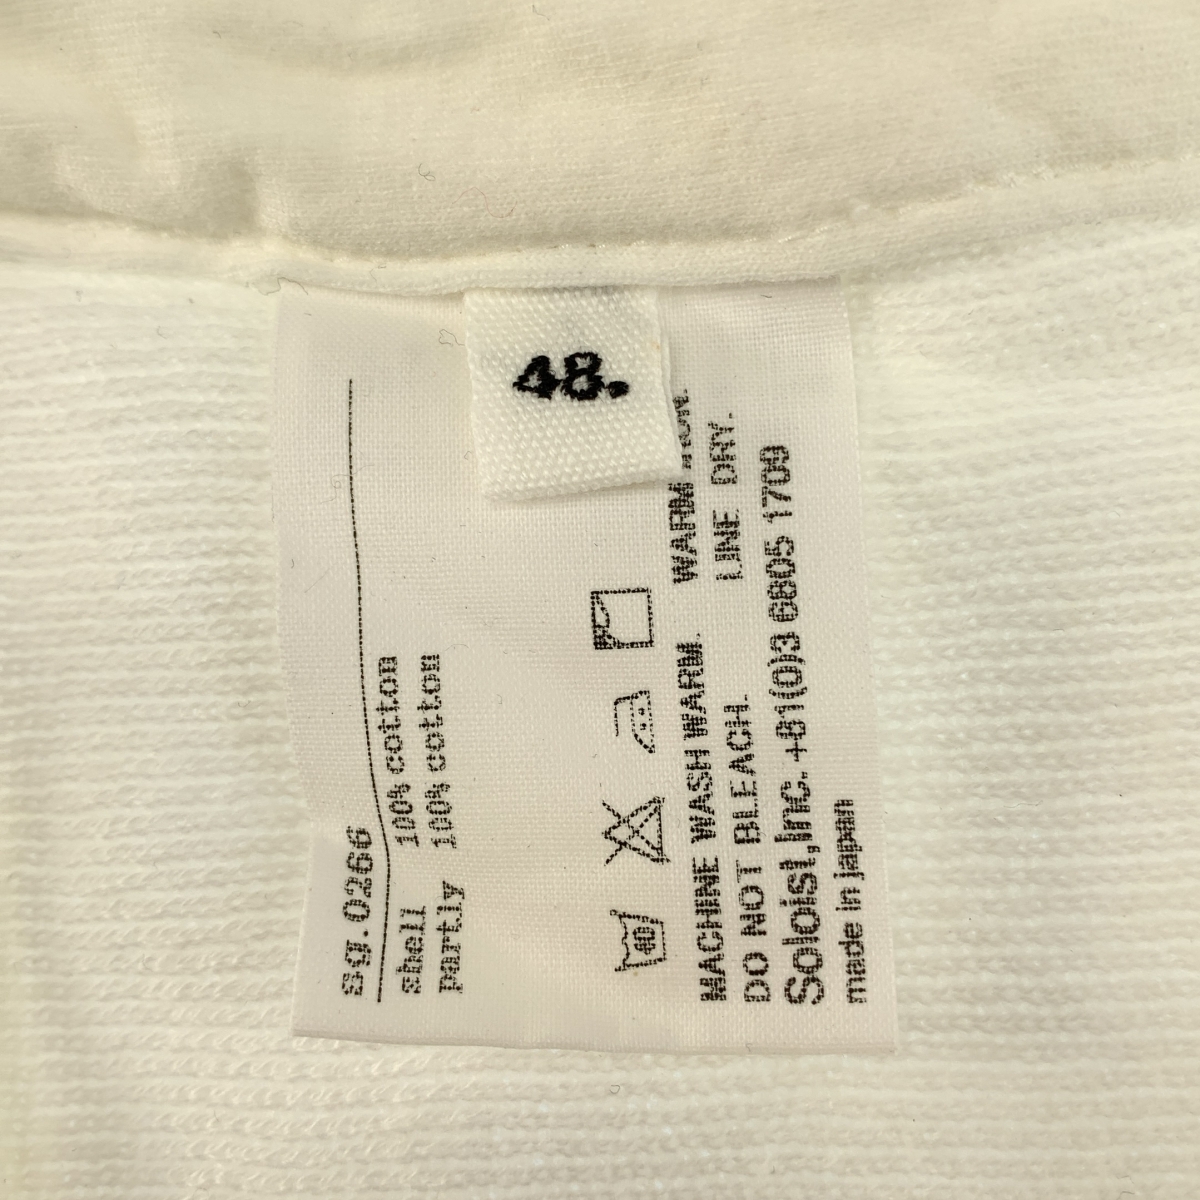 48.
sg.0266
shell 100% cotton
partly 100% cotton
40
MACHINE WASH WARM. WARM IRON.
DO NOT BLEACH. LINE DRY.
Soloist,Inc. +81(0)3 6805 1709
made in japan